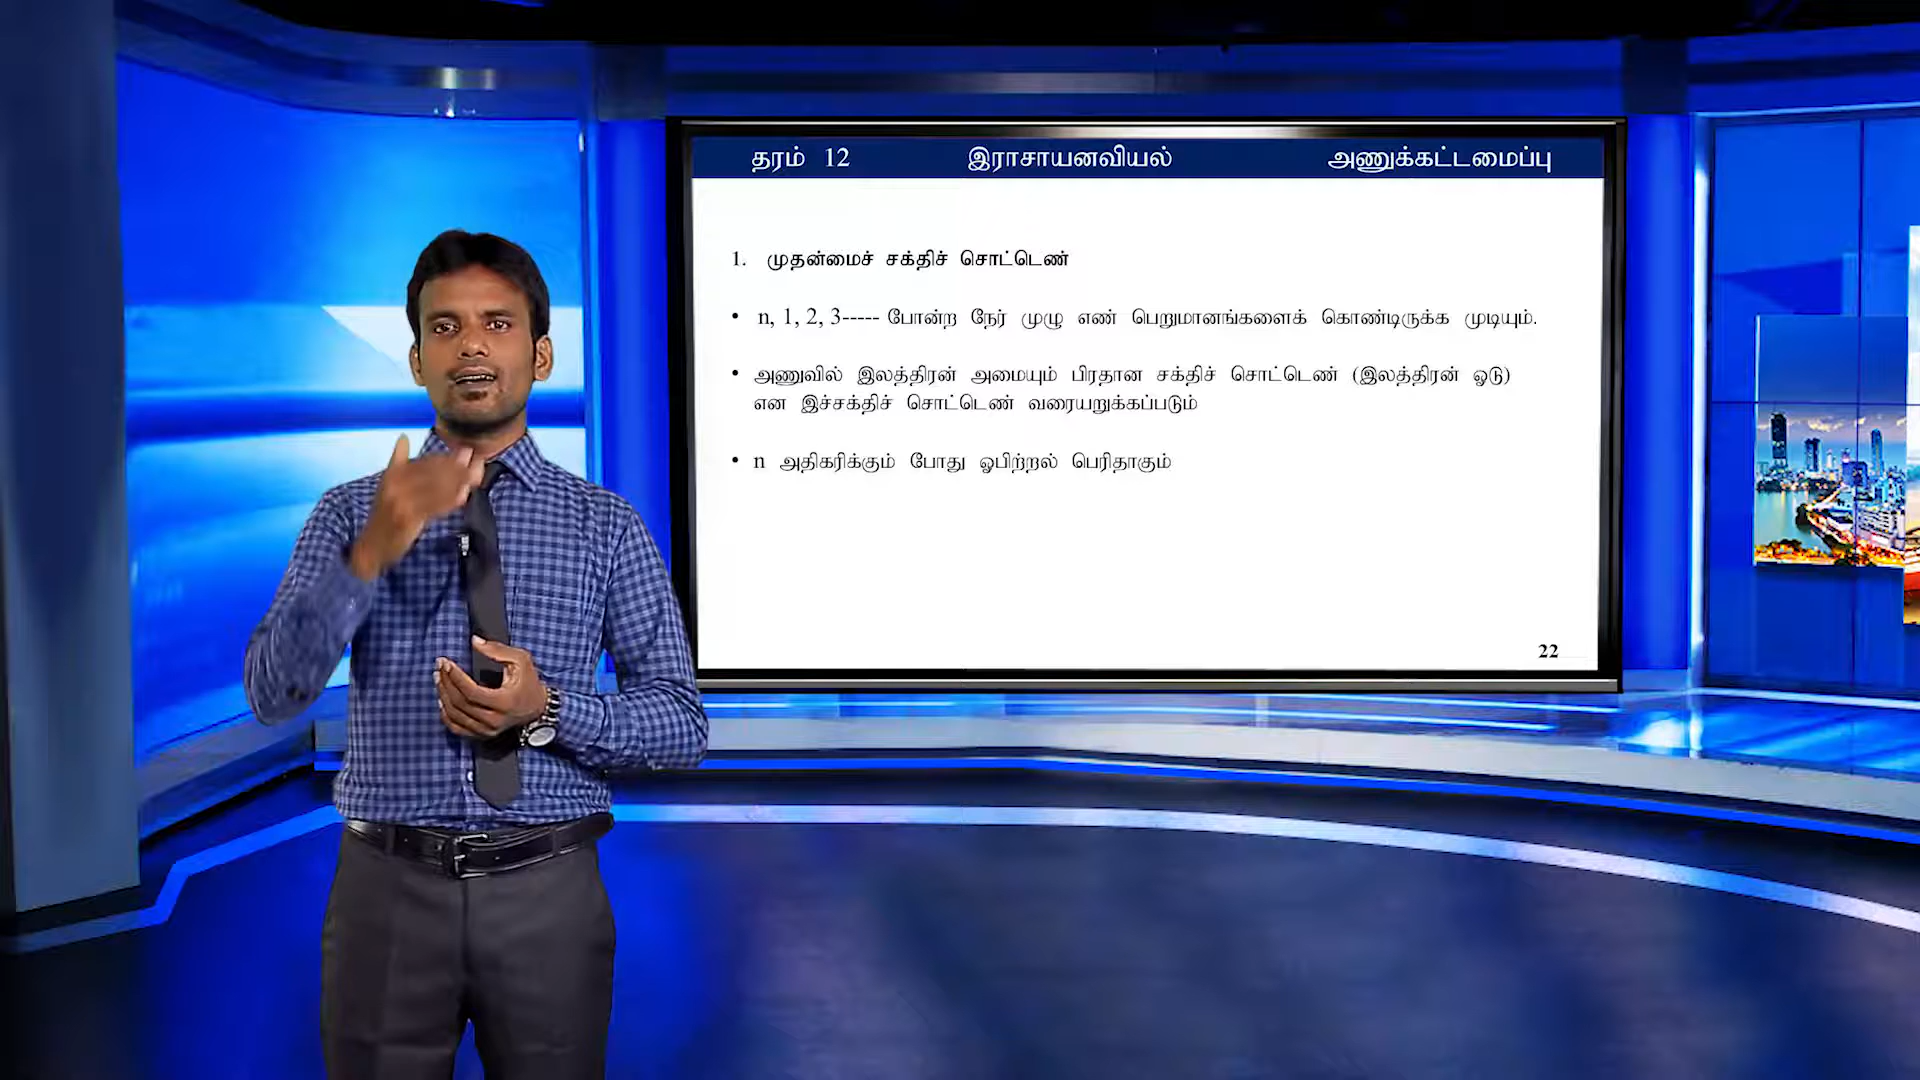 தரம் 12 இராசாயனவியல் அணுக்கட்டமைப்பு
1. முதன்மைச் சக்திச் சொட்டெண்
• n, 1, 2, 3----- போன்ற நேர் முழு எண் பெறுமானங்களைக் கொண்டிருக்க முடியும்.
• அணுவில் இலத்திரன் அமையும் பிரதான சக்திச் சொட்டெண் (இலத்திரன் ஓடு)
என இச்சக்திச் சொட்டெண் வரையறுக்கப்படும்
• n அதிகரிக்கும் போது ஓபிற்றல் பெரிதாகும்
22